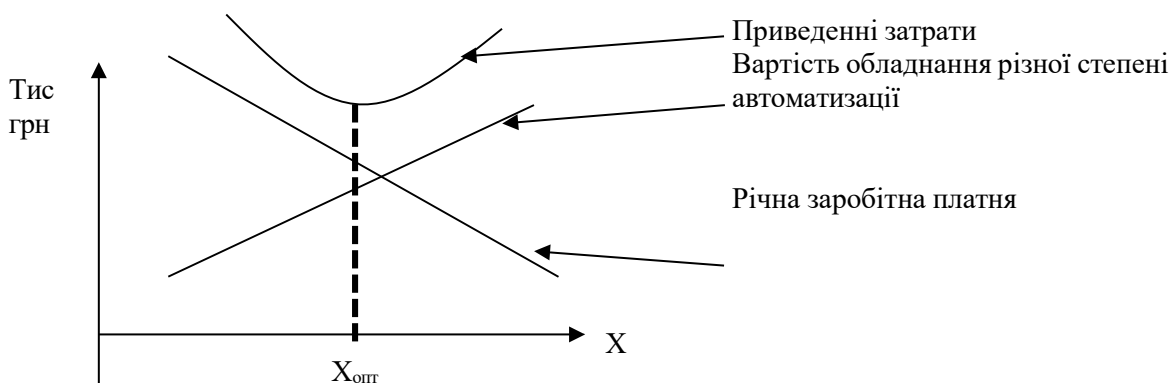 Приведенні затрати
Вартість обладнання різної степені
автоматизації
Тис
грн
Річна заробітна платня
X
Xопт